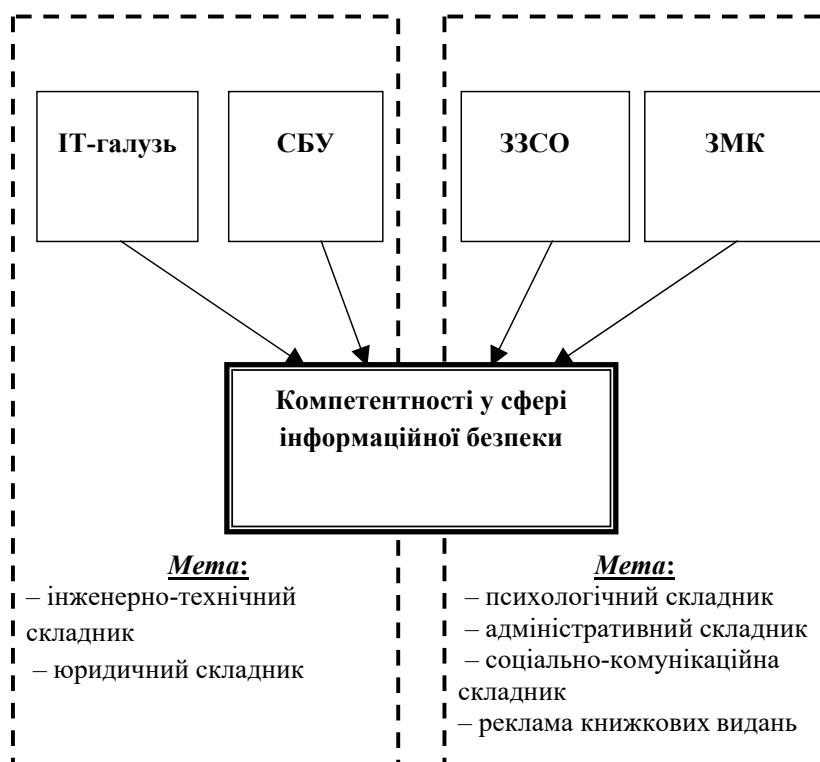 ІТ-галузь
СБУ
ЗЗСО
ЗМК
Компетентності у сфері
інформаційної безпеки
Мета:
– інженерно-технічний
складник
– юридичний складник
Мета:
– психологічний складник
– адміністративний складник
– соціально-комунікаційна
складник
– реклама книжкових видань